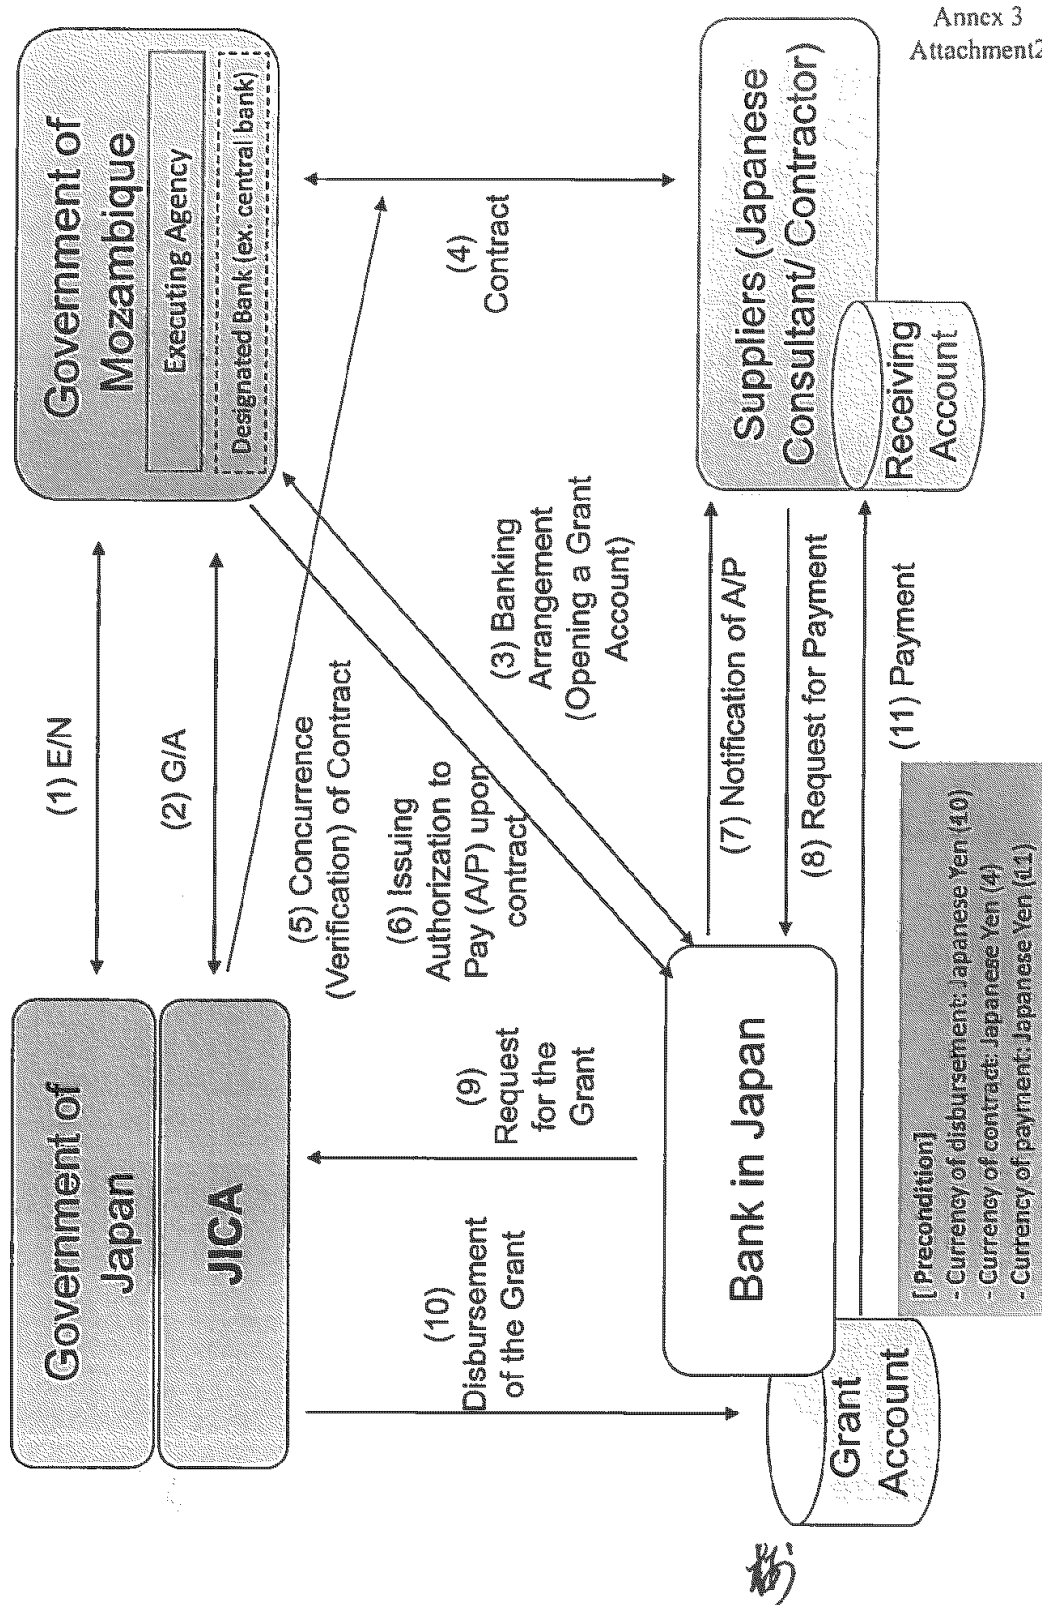 Annex 3
Attachment2
Government of
Japan
JICA
Government of
Mozambique
Executing Agency
Designated Bank (ex. central bank)
(1) E/N
(2) G/A
(5) Concurrence
(Verification) of Contract
(6) Issuing
Authorization to
Pay (A/P) upon
contract
(3) Banking
Arrangement
(Opening a Grant
Account)
(4)
Contract
(9)
Request
for the
Grant
(10)
Disbursement
of the Grant
Bank in Japan
Grant
Account
(7) Notification of A/P
(8) Request for Payment
(11) Payment
Suppliers (Japanese
Consultant/ Contractor)
Receiving
Account
[Precondition]
- Currency of disbursement: Japanese Yen (10)
- Currency of contract: Japanese Yen (4)
- Currency of payment: Japanese Yen (11)